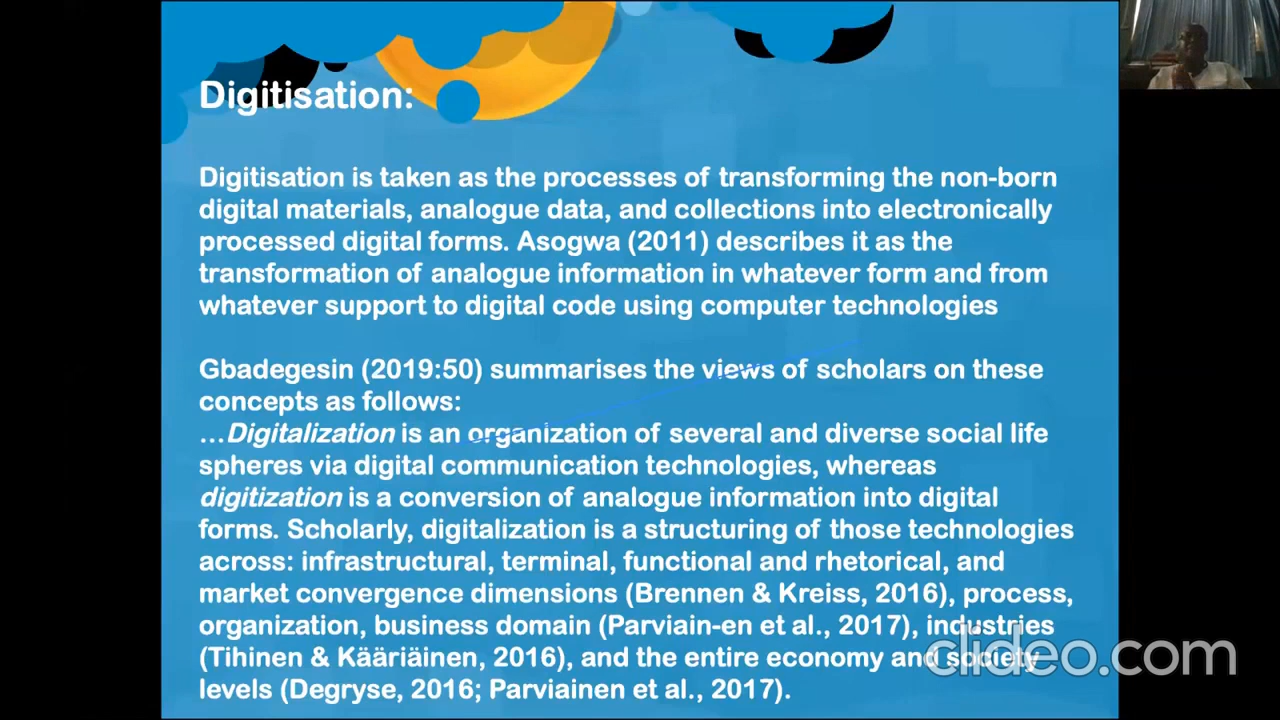 Digitisation:
Digitisation is taken as the processes of transforming the non-born
digital materials, analogue data, and collections into electronically
processed digital forms. Asogwa (2011) describes it as the
transformation of analogue information in whatever form and from
whatever support to digital code using computer technologies
Gbadegesin (2019:50) summarises the views of scholars on these
concepts as follows:
…Digitalization is an organization of several and diverse social life
spheres via digital communication technologies, whereas
digitization is a conversion of analogue information into digital
forms. Scholarly, digitalization is a structuring of those technologies
across: infrastructural, terminal, functional and rhetorical, and
market convergence dimensions (Brennen & Kreiss, 2016), process,
organization, business domain (Parviain-en et al., 2017), industries
(Tihinen & Kääriäinen, 2016), and the entire economy and society
levels (Degryse, 2016; Parviainen et al., 2017).
clideo.com